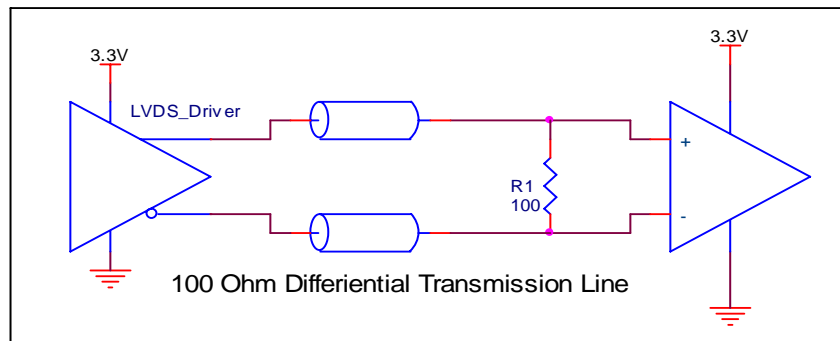 3.3V
3.3V
LVDS_Driver
+
R1
100
-
100 Ohm Differiential Transmission Line